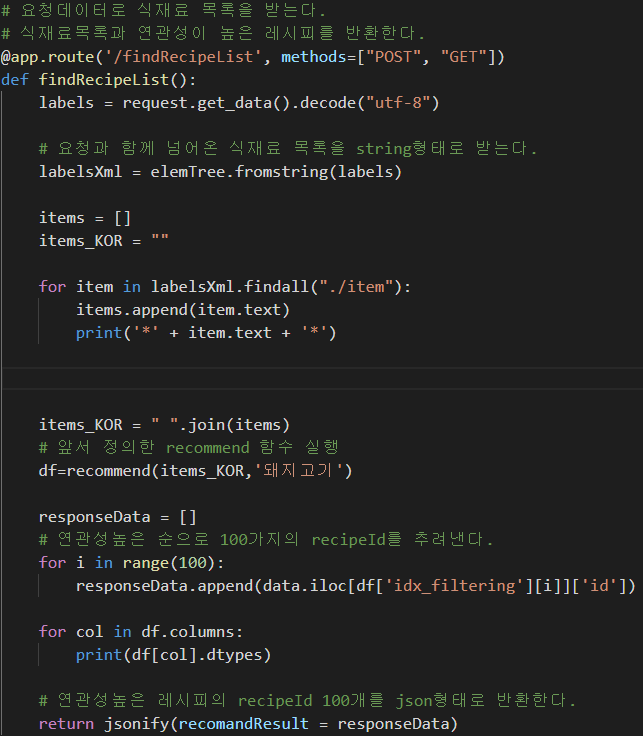 # 요청데이터로 식재료 목록을 받는다.
# 식재료목록과 연관성이 높은 레시피를 반환한다.
@app.route('/findRecipeList', methods=["POST", "GET"])
def findRecipeList():
    labels = request.get_data().decode("utf-8")
    # 요청과 함께 넘어온 식재료 목록을 string형태로 받는다.
    labelsXml = elemTree.fromstring(labels)
    items = []
    items_KOR = ""
    for item in labelsXml.findall("./item"):
        items.append(item.text)
        print('*' + item.text + '*')
    items_KOR = " ".join(items)
    # 앞서 정의한 recommend 함수 실행
    df=recommend(items_KOR,'돼지고기')
    responseData = []
    # 연관성높은 순으로 100가지의 recipeId를 추려낸다.
    for i in range(100):
        responseData.append(data.iloc[df['idx_filtering'][i]]['id'])
    for col in df.columns:
        print(df[col].dtypes)
    # 연관성높은 레시피의 recipeId 100개를 json형태로 반환한다.
    return jsonify(recomandResult = responseData)